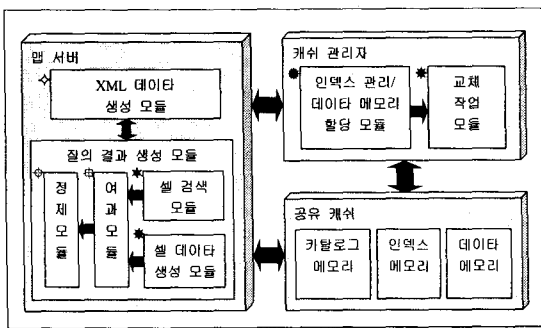 맵 서버
XML 데이타
생성 모듈
질의 결과 생성 모듈
정제모듈
여과모듈
셀 검색
모듈
셀 데이타
생성 모듈
캐쉬 관리자
인덱스 관리/
데이타 메모리
할당 모듈
교체
작업
모듈
공유 캐쉬
카탈로그
메모리
인덱스
메모리
데이타
메모리